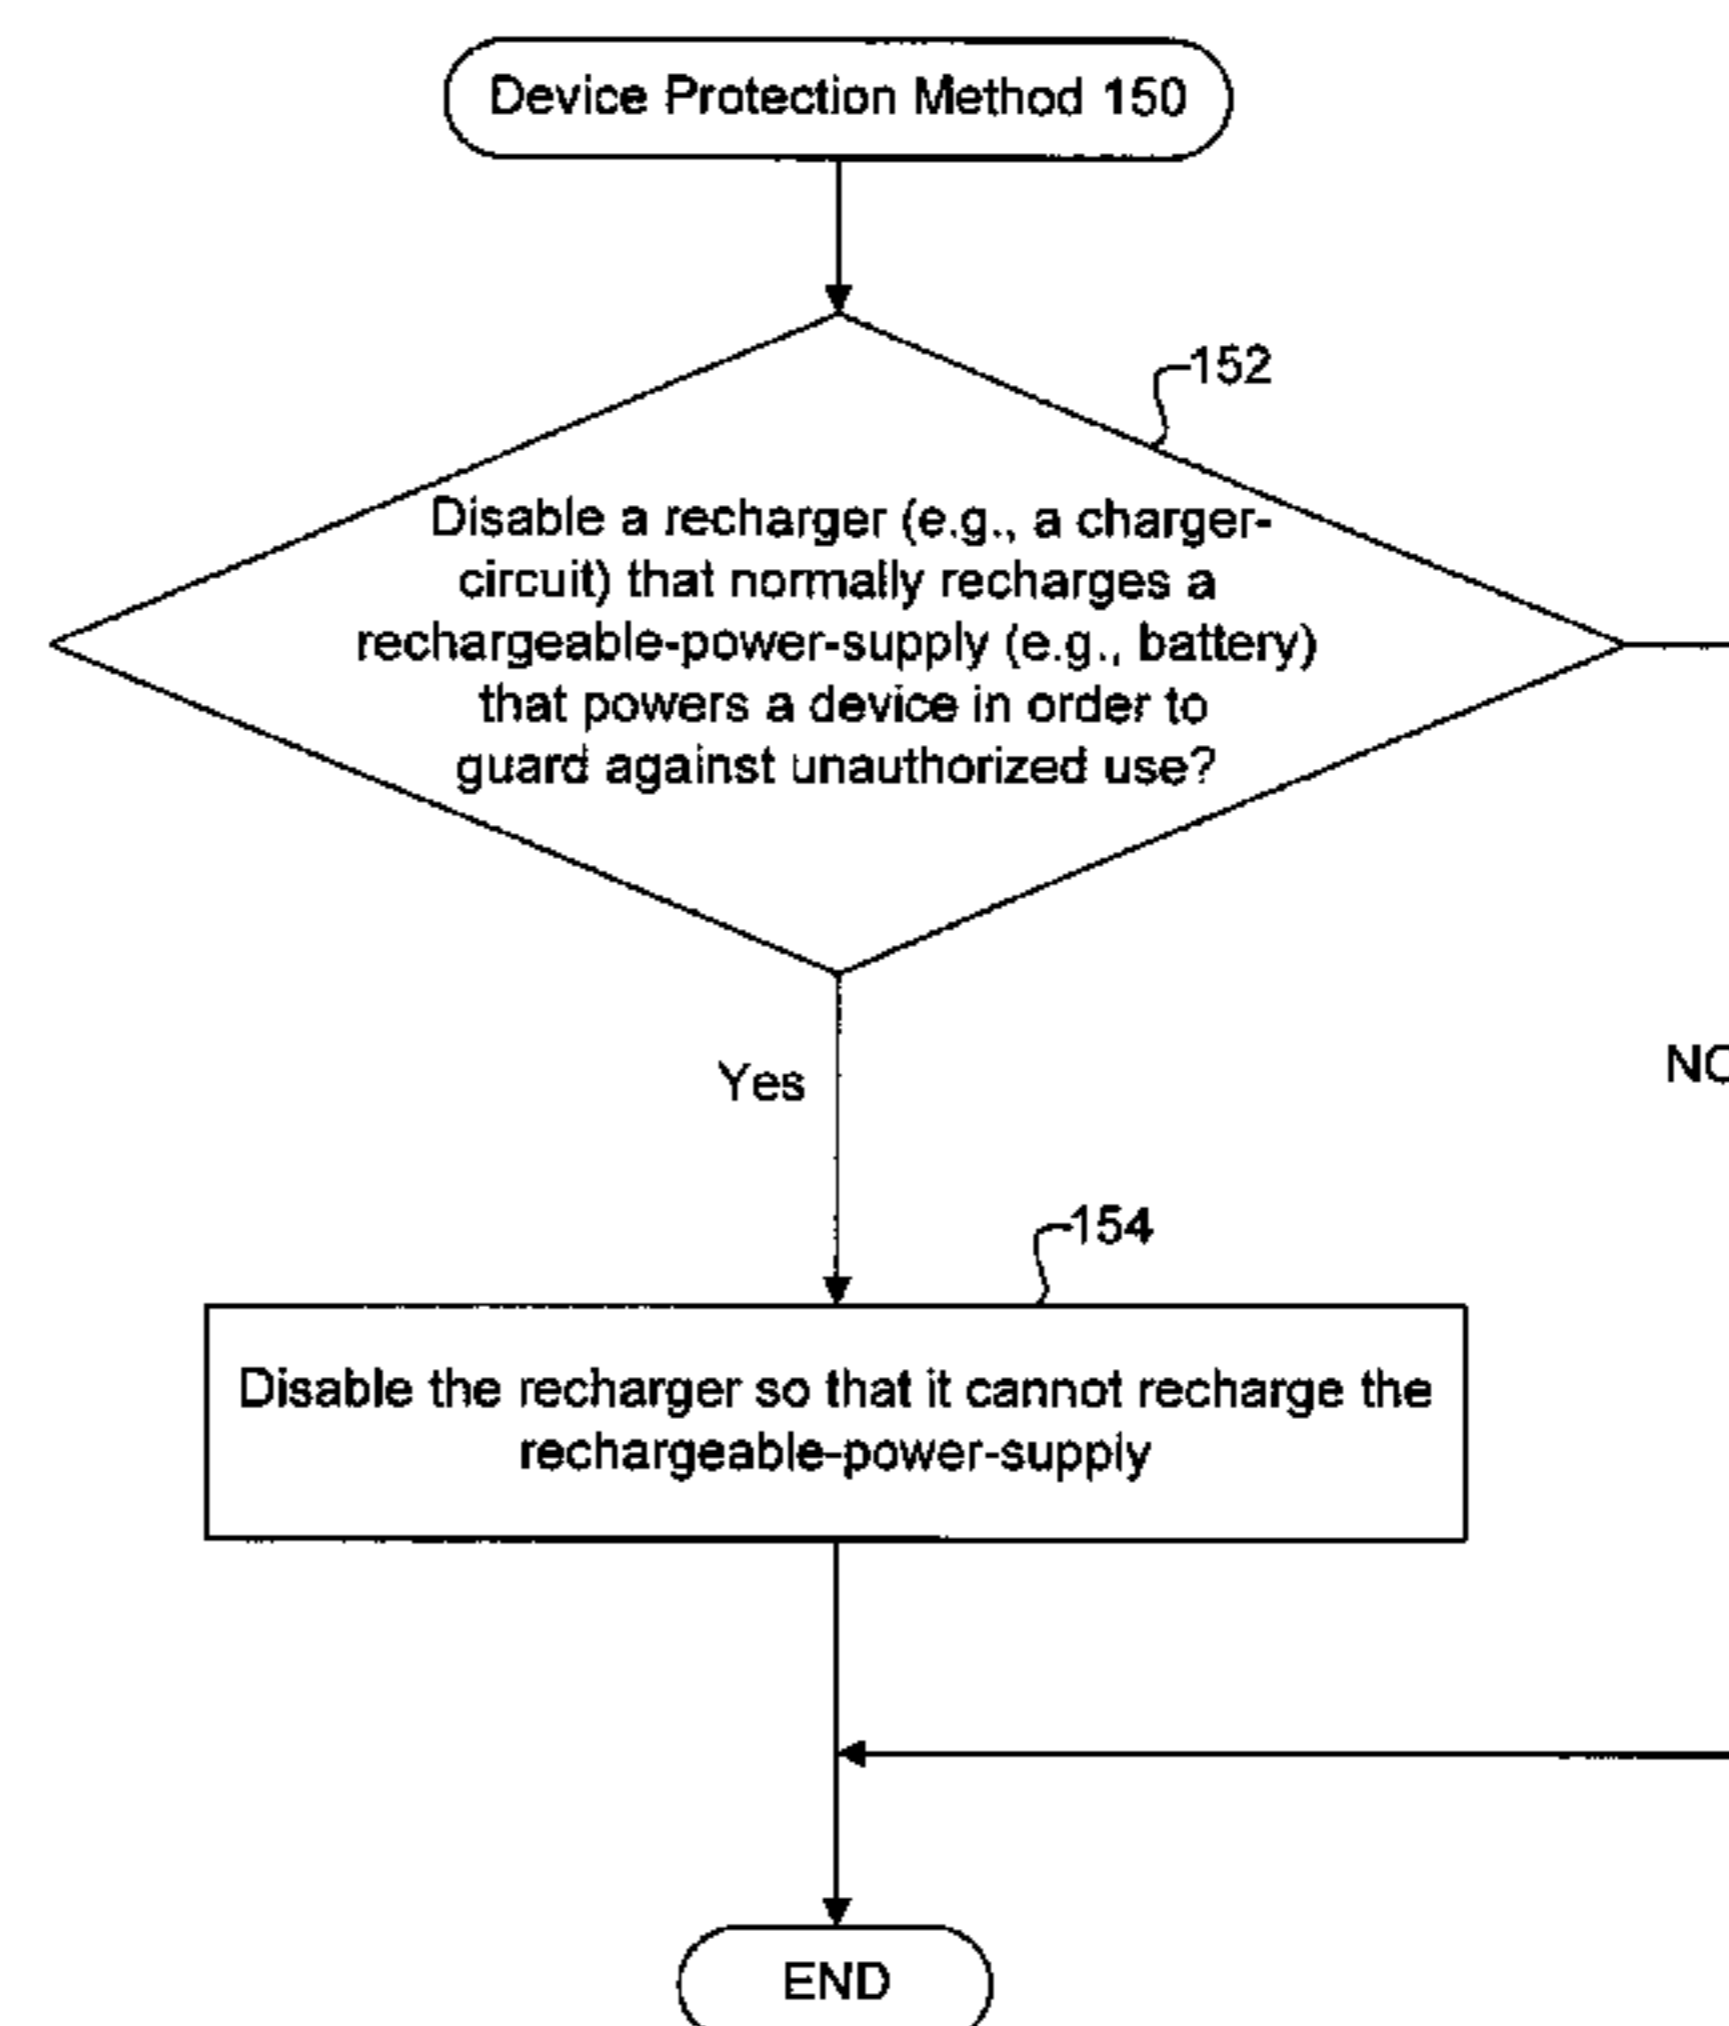 Device Protection Method 150
152
Disable a recharger (e.g., a charger-
circuit) that normally recharges a
rechargeable-power-supply (e.g., battery)
that powers a device in order to
guard against unauthorized use?
Yes
NO
154
Disable the recharger so that it cannot recharge the
rechargeable-power-supply
END